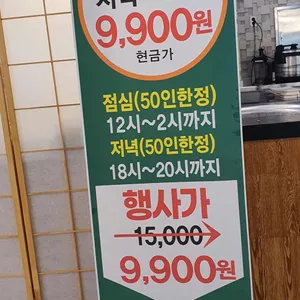 저녁
9,900원
현금가
점심(50인한정)
12시~2시까지
저녁(50인한정)
18시~20시까지
행사가
15,000
9,900원